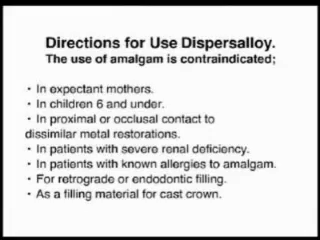 Directions for Use Dispersalloy.
The use of amalgam is contraindicated;
· In expectant mothers.
· In children 6 and under.
· In proximal or occlusal contact to
dissimilar metal restorations.
· In patients with severe renal deficiency.
· In patients with known allergies to amalgam.
· For retrograde or endodontic filling.
· As a filling material for cast crown.